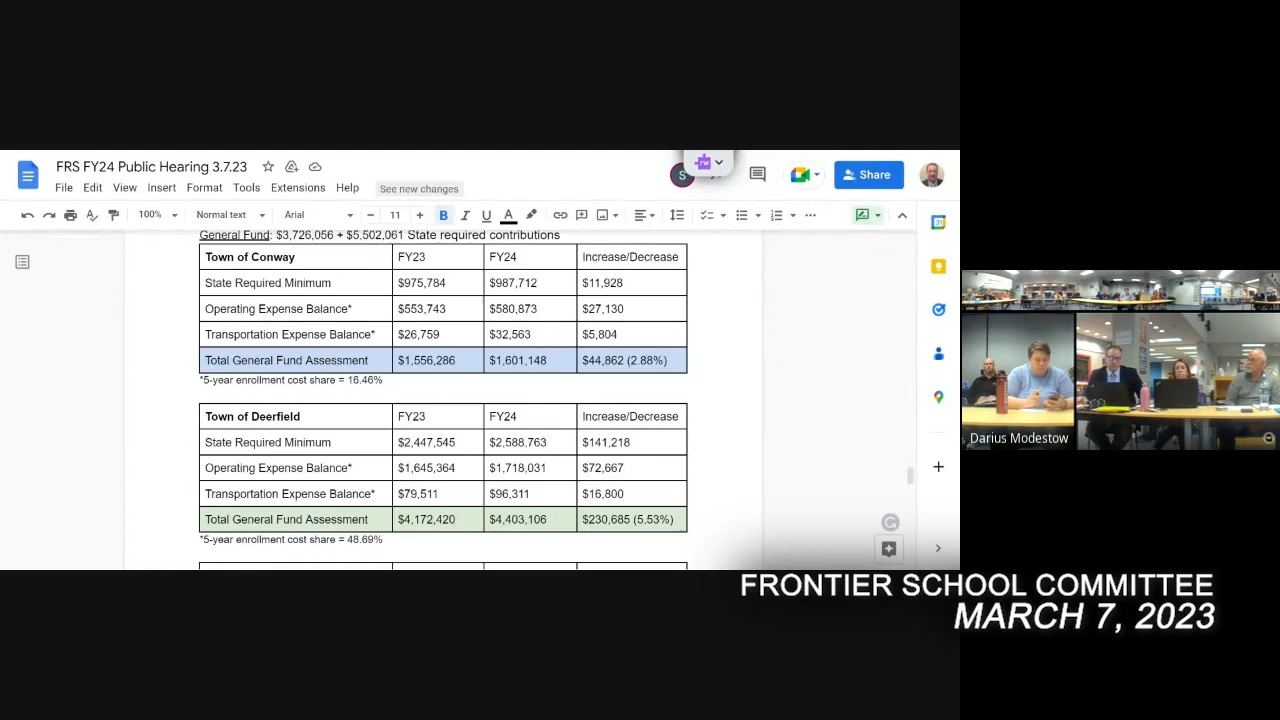 FRS FY24 Public Hearing 3.7.23
File Edit View Insert Format Tools Extensions Help See new changes
S rw Share
100% Normal text Arial 11 B I U A
General Fund: $3,726,056 + $5,502,061 State required contributions
Town of Conway FY23 FY24 Increase/Decrease
State Required Minimum $975,784 $987,712 $11,928
Operating Expense Balance* $553,743 $580,873 $27,130
Transportation Expense Balance* $26,759 $32,563 $5,804
Total General Fund Assessment $1,556,286 $1,601,148 $44,862 (2.88%)
*5-year enrollment cost share = 16.46%
Town of Deerfield FY23 FY24 Increase/Decrease
State Required Minimum $2,447,545 $2,588,763 $141,218
Operating Expense Balance* $1,645,364 $1,718,031 $72,667
Transportation Expense Balance* $79,511 $96,311 $16,800
Total General Fund Assessment $4,172,420 $4,403,106 $230,685 (5.53%)
*5-year enrollment cost share = 48.69%
Darius Modestow
FRONTIER SCHOOL COMMITTEE
MARCH 7, 2023